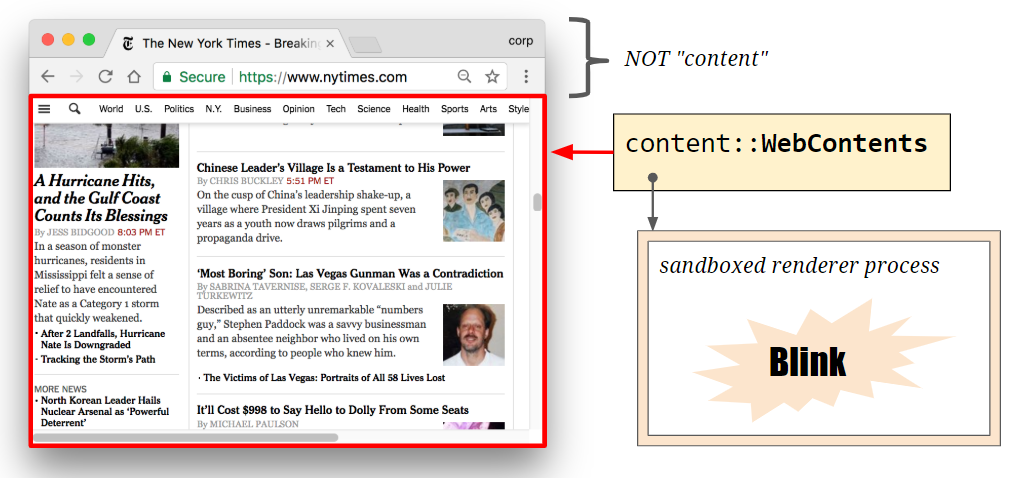 The New York Times - Breaking
corp
Secure
https://www.nytimes.com
World U.S. Politics N.Y. Business Opinion Tech Science Health Sports Arts Style
A Hurricane Hits,
and the Gulf Coast
Counts Its Blessings
By JESS BIDGOOD 8:03 PM ET
In a season of monster
hurricanes, residents in
Mississippi felt a sense of
relief to have encountered
Nate as a Category 1 storm
that quickly weakened.
· After 2 Landfalls, Hurricane
Nate Is Downgraded
· Tracking the Storm's Path
MORE NEWS
· North Korean Leader Hails
Nuclear Arsenal as ‘Powerful
Deterrent’
Chinese Leader’s Village Is a Testament to His Power
By CHRIS BUCKLEY 5:51 PM ET
On the cusp of China’s leadership shake-up, a
village where President Xi Jinping spent seven
years as a youth now draws pilgrims and a
propaganda drive.
‘Most Boring’ Son: Las Vegas Gunman Was a Contradiction
By SABRINA TAVERNISE, SERGE F. KOVALESKI and JULIE
TURKEWITZ
Described as an utterly unremarkable “numbers
guy,” Stephen Paddock was a savvy businessman
and an absentee neighbor who lived on his own
terms, according to people who knew him.
· The Victims of Las Vegas: Portraits of All 58 Lives Lost
It’ll Cost $998 to Say Hello to Dolly From Some Seats
By MICHAEL PAULSON
NOT "content"
content::WebContents
sandboxed renderer process
Blink